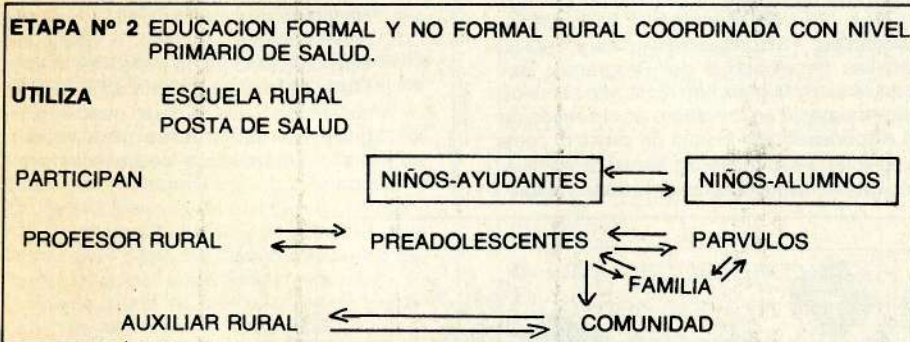 ETAPA Nº 2 EDUCACION FORMAL Y NO FORMAL RURAL COORDINADA CON NIVEL
PRIMARIO DE SALUD.
UTILIZA ESCUELA RURAL
POSTA DE SALUD
PARTICIPAN NIÑOS-AYUDANTES NIÑOS-ALUMNOS
PROFESOR RURAL PREADOLESCENTES PARVULOS
FAMILIA
AUXILIAR RURAL COMUNIDAD